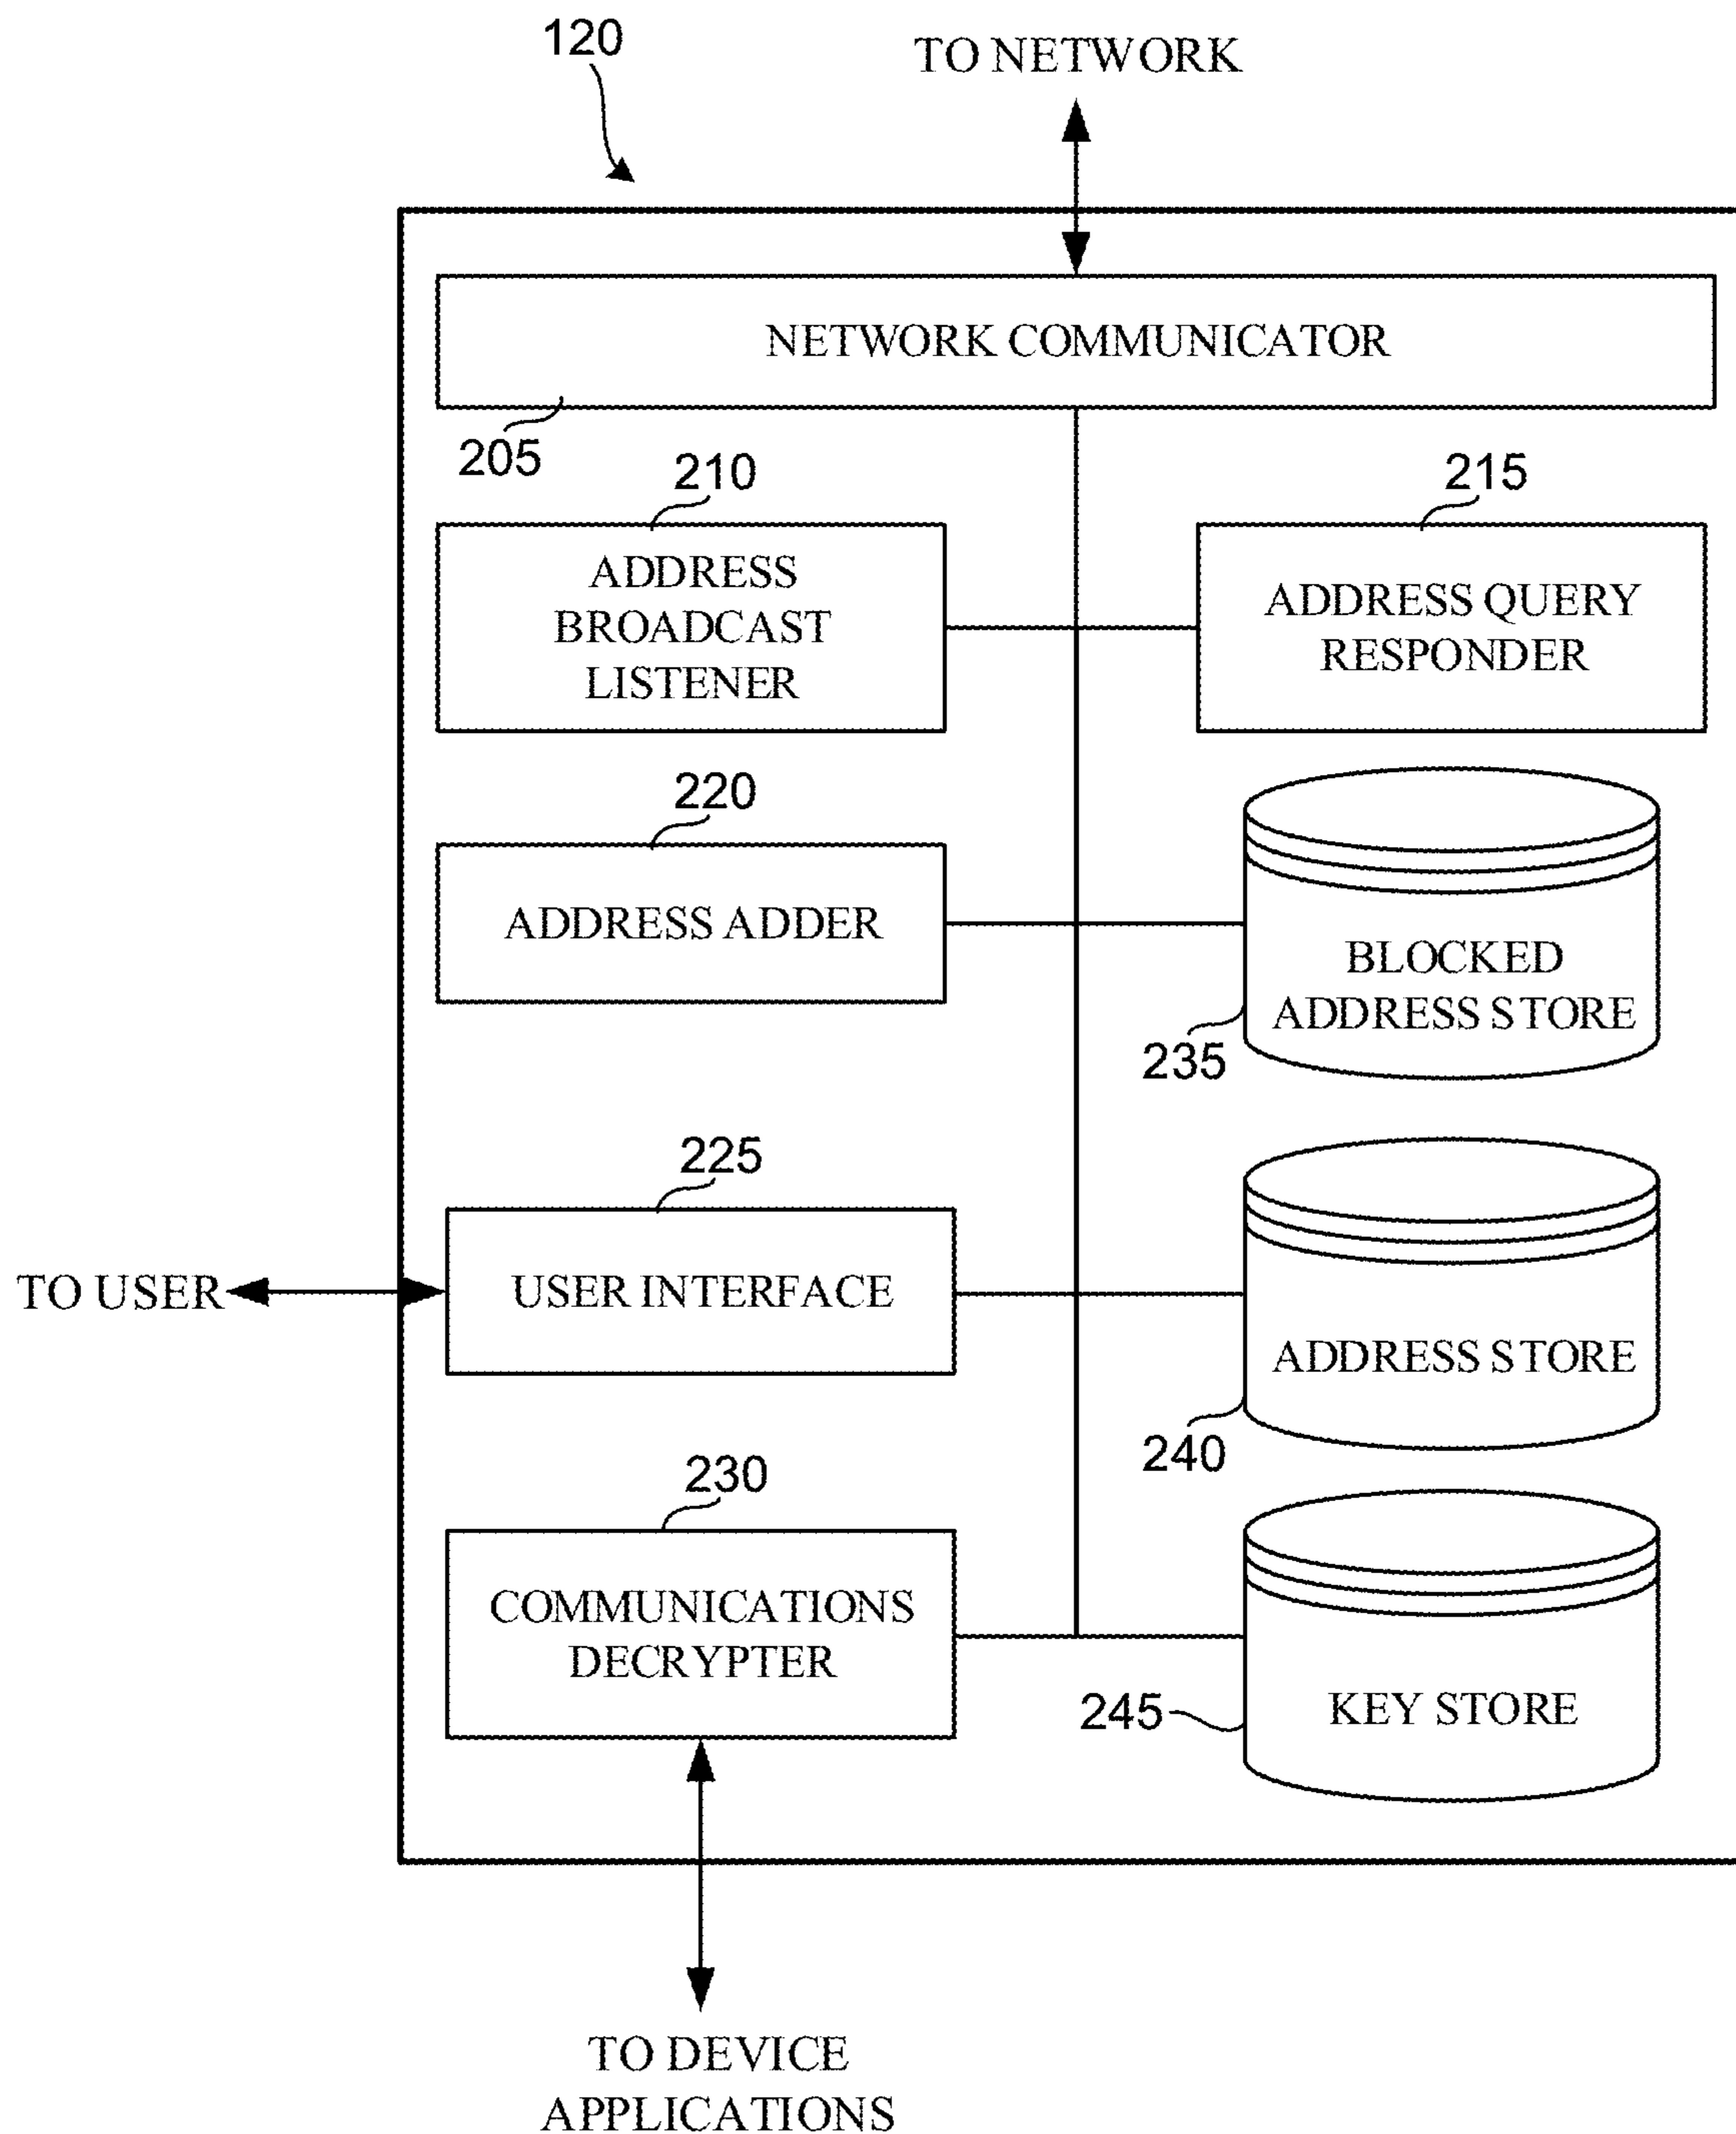 120
TO NETWORK
NETWORK COMMUNICATOR
205
210
215
ADDRESS
BROADCAST
LISTENER
ADDRESS QUERY
RESPONDER
220
ADDRESS ADDER
BLOCKED
ADDRESS STORE
235
225
TO USER
USER INTERFACE
ADDRESS STORE
240
230
COMMUNICATIONS
DECRYPTER
245
KEY STORE
TO DEVICE
APPLICATIONS